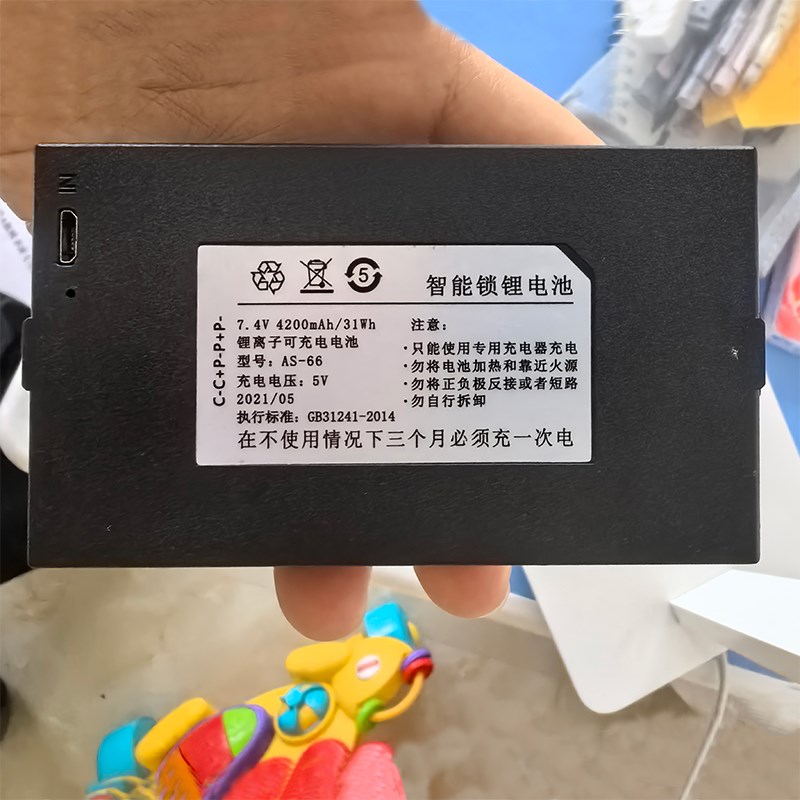 IN
5
智能锁锂电池
C-C+P-P+P-
7.4V 4200mAh/31Wh
锂离子可充电电池
型号：AS-66
充电电压：5V
2021/05
执行标准：GB31241-2014
注意：
·只能使用专用充电器充电
·勿将电池加热和靠近火源
·勿将正负极反接或者短路
·勿自行拆卸
在不使用情况下三个月必须充一次电